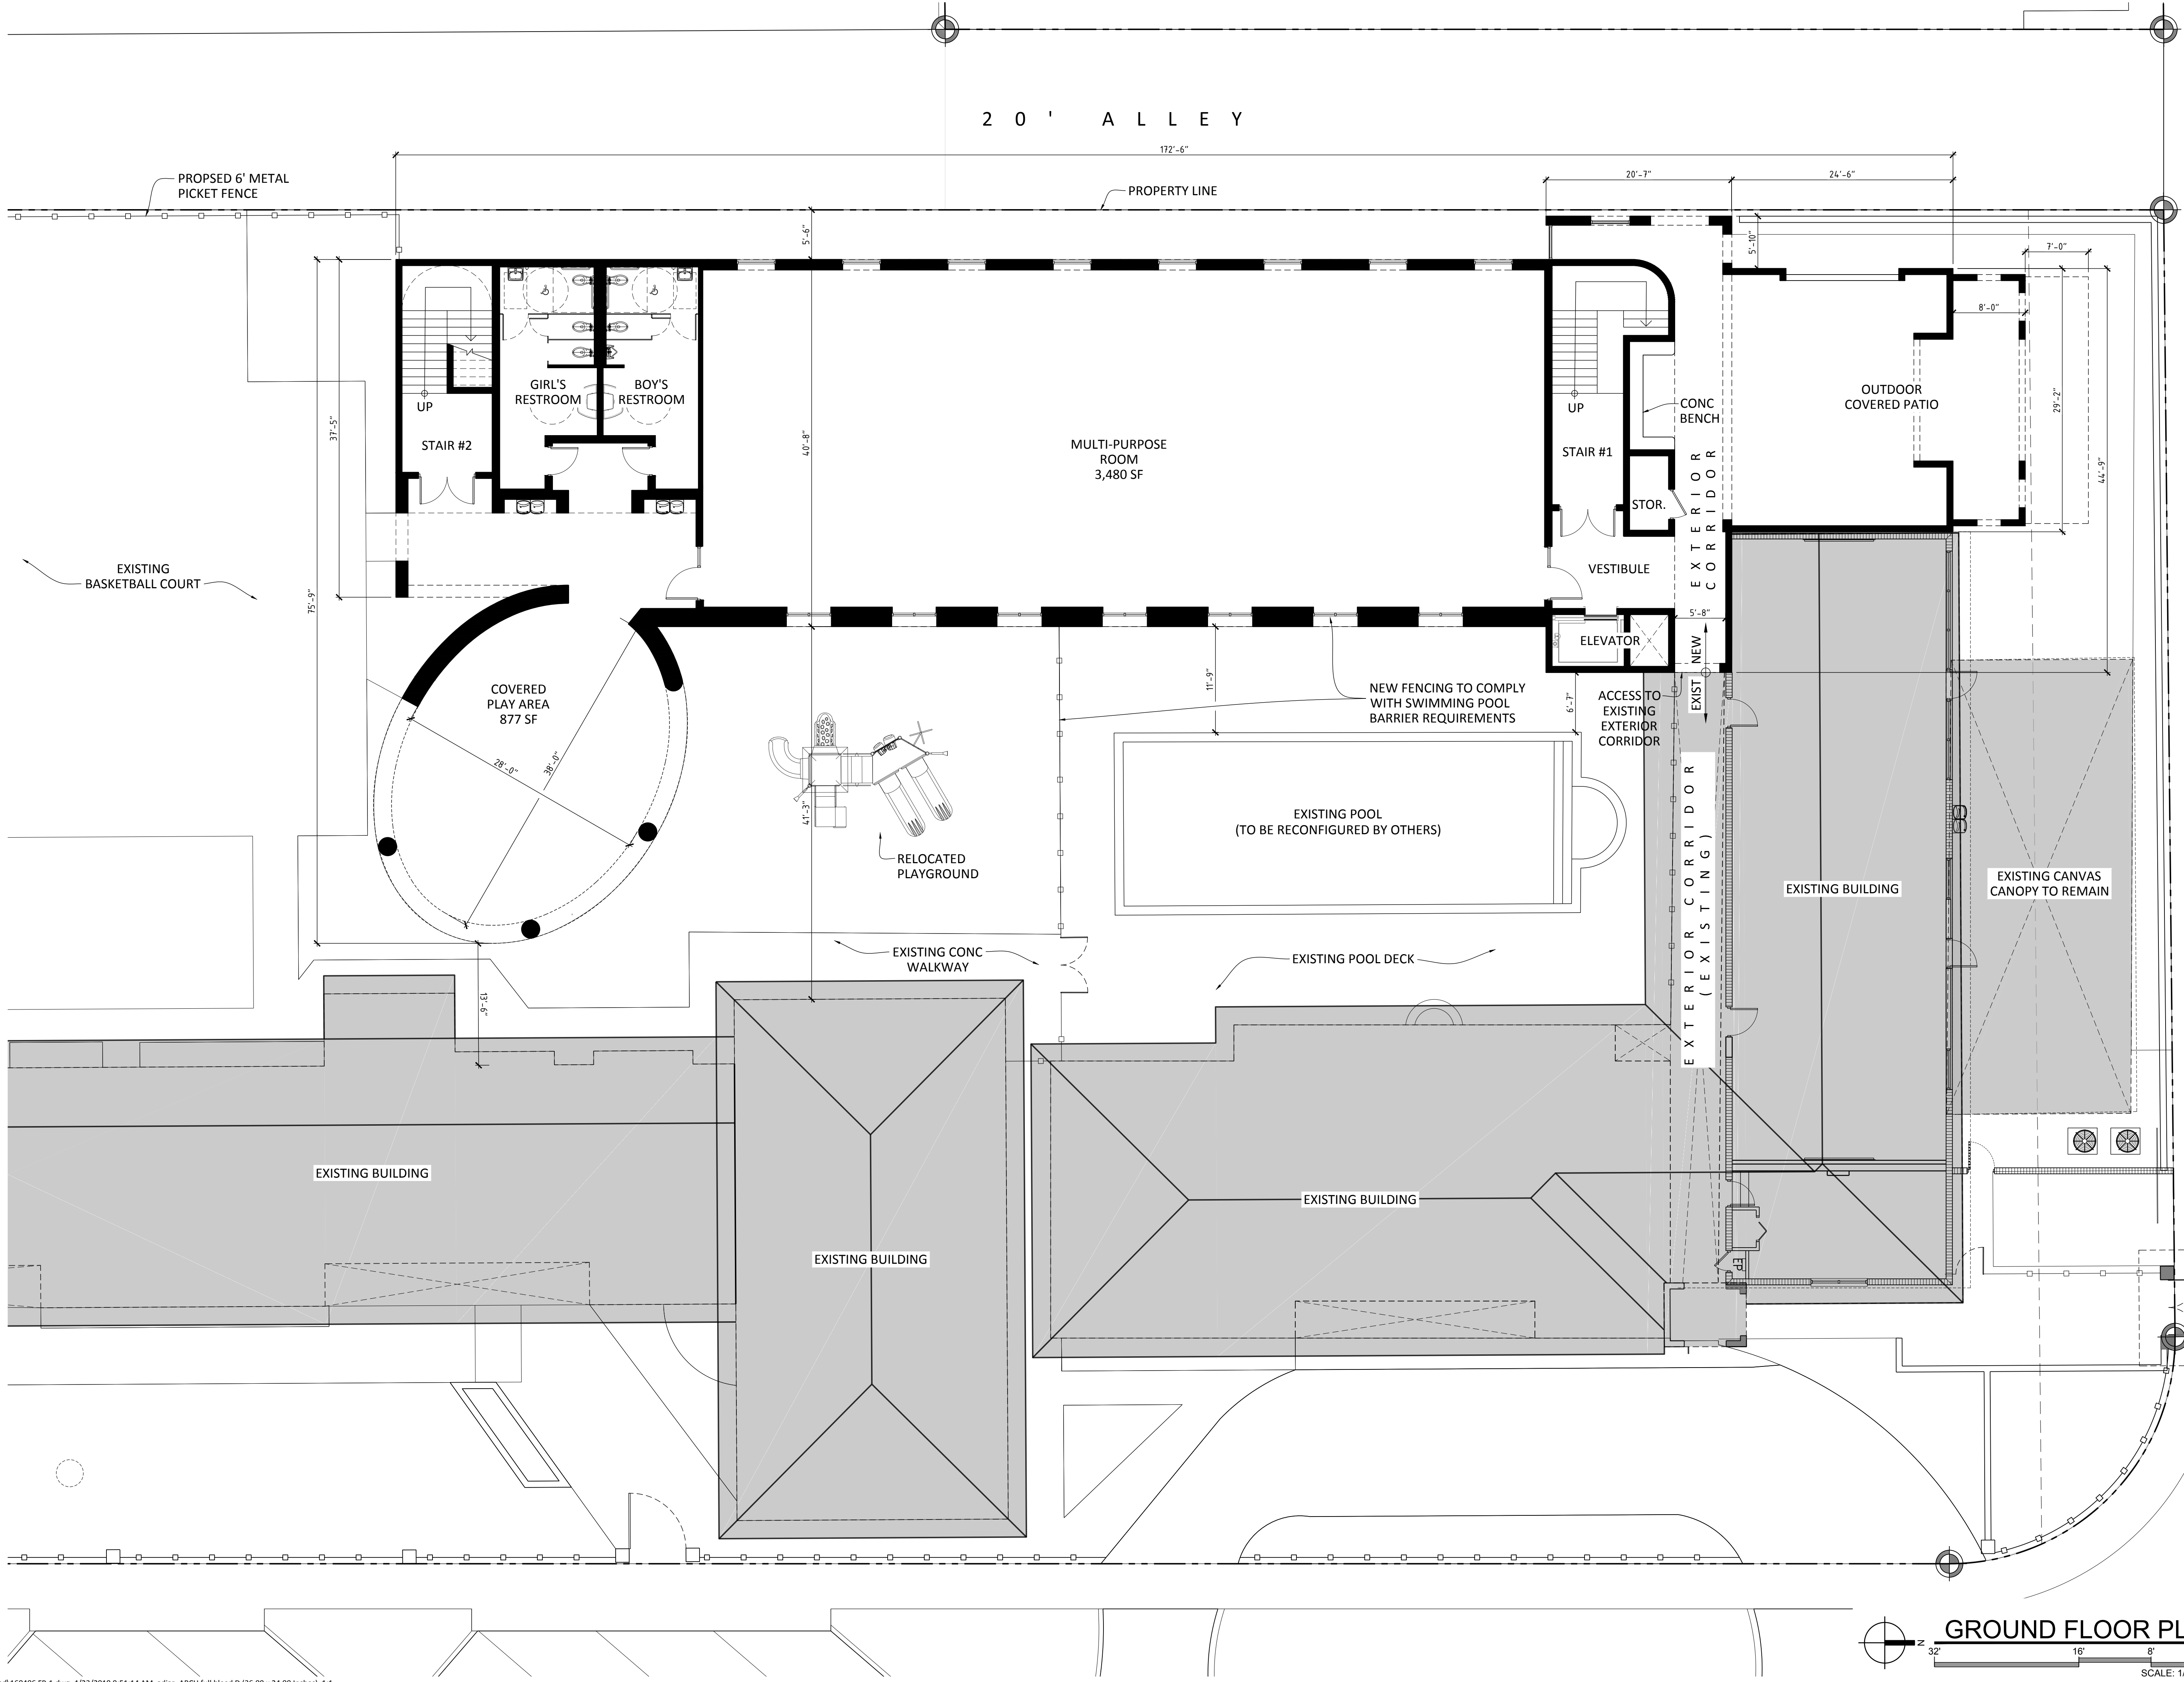 20' ALLEY
172'-6"
PROPSED 6' METAL
PICKET FENCE
PROPERTY LINE
20'-7"
24'-6"
5'-6"
5'-10"
7'-0"
8'-0"
GIRL'S
RESTROOM
BOY'S
RESTROOM
UP
STAIR #2
37'-5"
75'-9"
40'-8"
MULTI-PURPOSE
ROOM
3,480 SF
UP
STAIR #1
CONC
BENCH
STOR.
EXTERIOR
CORRIDOR
OUTDOOR
COVERED PATIO
29'-2"
44'-9"
EXISTING
BASKETBALL COURT
VESTIBULE
5'-8"
ELEVATOR
NEW
EXIST
COVERED
PLAY AREA
877 SF
28'-0"
38'-0"
41'-3"
11'-9"
6'-7"
NEW FENCING TO COMPLY
WITH SWIMMING POOL
BARRIER REQUIREMENTS
ACCESS TO
EXISTING
EXTERIOR
CORRIDOR
EXISTING POOL
(TO BE RECONFIGURED BY OTHERS)
RELOCATED
PLAYGROUND
EXTERIOR CORRIDOR
(EXISTING)
EXISTING BUILDING
EXISTING CANVAS
CANOPY TO REMAIN
EXISTING CONC
WALKWAY
EXISTING POOL DECK
13'-9"
EXISTING BUILDING
EXISTING BUILDING
EXISTING BUILDING
EP
N
GROUND FLOOR PL
32'
16'
8'
SCALE: 1/